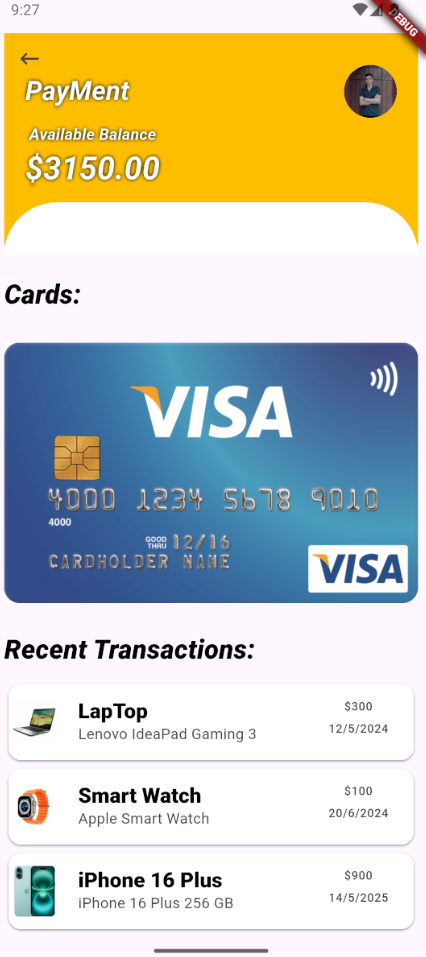 9:27
DEBUG
PayMent
Available Balance
$3150.00
Cards:
VISA
4000 1234 5678 9010
4000
GOOD THRU 12/16
CARDHOLDER NAME
VISA
Recent Transactions:
LapTop
$300
Lenovo IdeaPad Gaming 3
12/5/2024
Smart Watch
$100
Apple Smart Watch
20/6/2024
iPhone 16 Plus
$900
iPhone 16 Plus 256 GB
14/5/2025